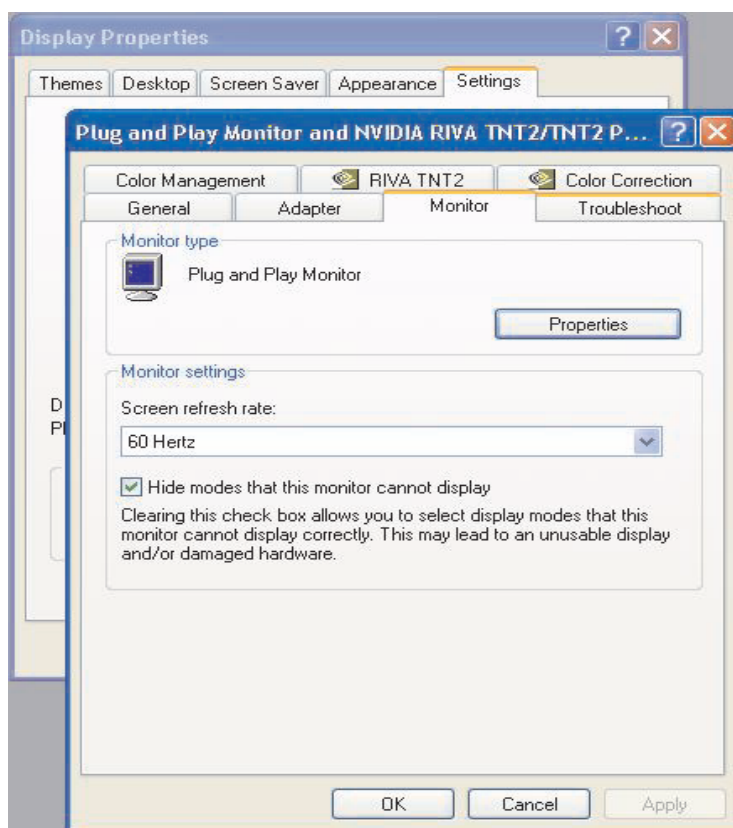 Display Properties
Themes Desktop Screen Saver Appearance Settings
Plug and Play Monitor and NVIDIA RIVA TNT2/TNT2 P...
Color Management RIVA TNT2 Color Correction
General Adapter Monitor Troubleshoot
Monitor type
Plug and Play Monitor
Properties
Monitor settings
D
Screen refresh rate:
Pl
60 Hertz
Hide modes that this monitor cannot display
Clearing this check box allows you to select display modes that this
monitor cannot display correctly. This may lead to an unusable display
and/or damaged hardware.
OK Cancel Apply